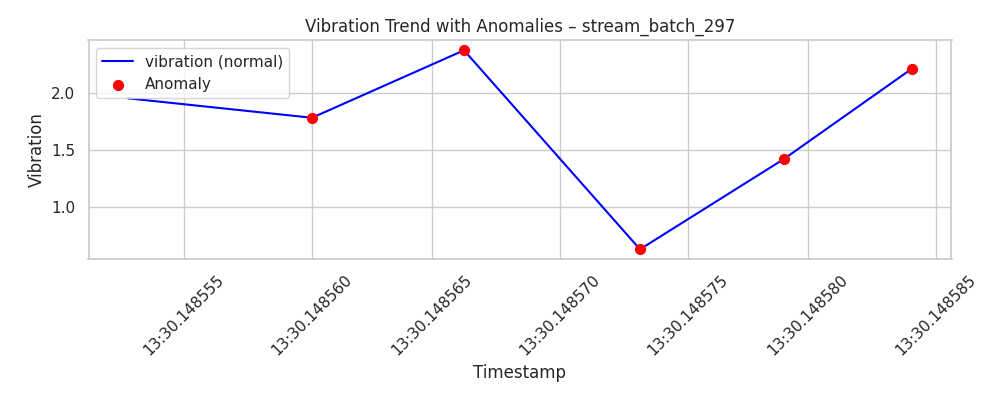 Vibration Trend with Anomalies – stream_batch_297
vibration (normal)
Anomaly
Vibration
2.0
1.5
1.0
13:30.148555
13:30.148560
13:30.148565
13:30.148570
13:30.148575
13:30.148580
13:30.148585
Timestamp